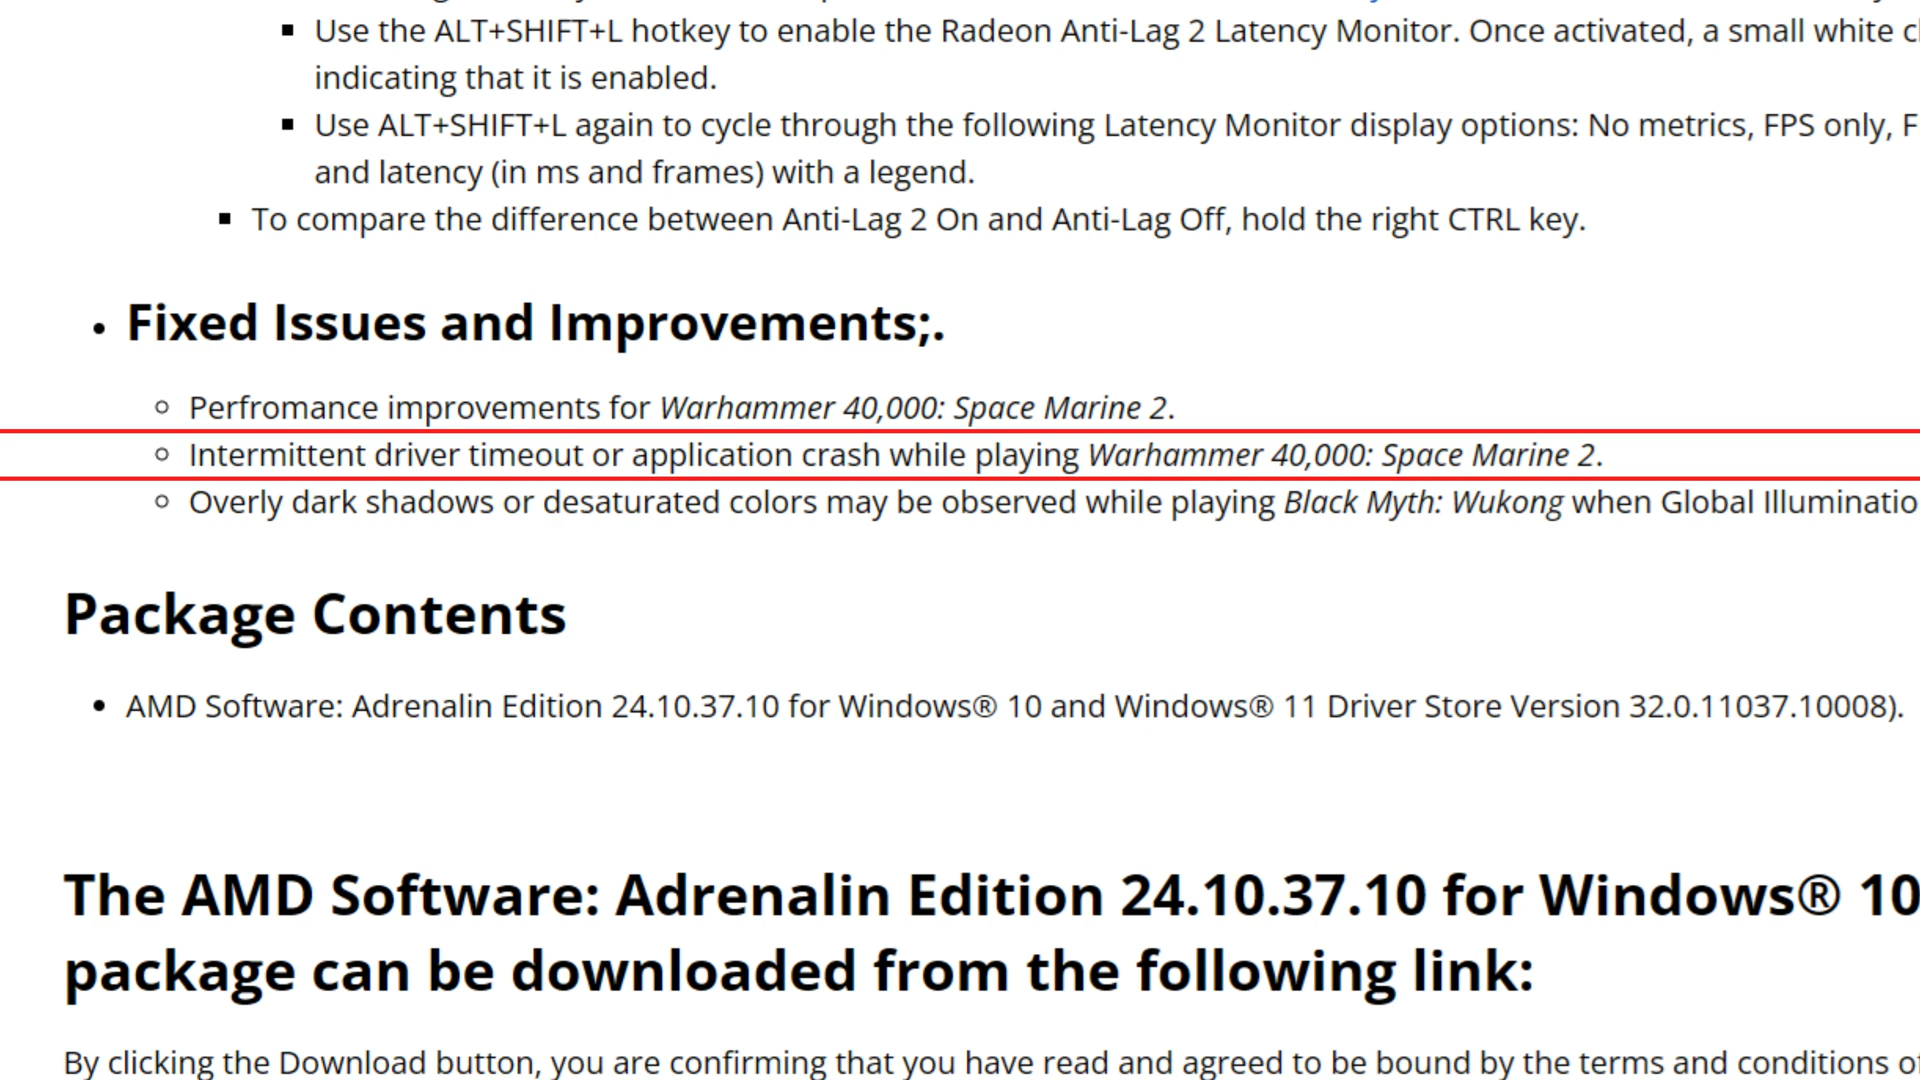 Use the ALT+SHIFT+L hotkey to enable the Radeon Anti-Lag 2 Latency Monitor. Once activated, a small white
indicating that it is enabled.
Use ALT+SHIFT+L again to cycle through the following Latency Monitor display options: No metrics, FPS only,
and latency (in ms and frames) with a legend.
To compare the difference between Anti-Lag 2 On and Anti-Lag Off, hold the right CTRL key.
Fixed Issues and Improvements;.
Perfromance improvements for Warhammer 40,000: Space Marine 2.
Intermittent driver timeout or application crash while playing Warhammer 40,000: Space Marine 2.
Overly dark shadows or desaturated colors may be observed while playing Black Myth: Wukong when Global Illuminatio
Package Contents
AMD Software: Adrenalin Edition 24.10.37.10 for Windows® 10 and Windows® 11 Driver Store Version 32.0.11037.10008).
The AMD Software: Adrenalin Edition 24.10.37.10 for Windows® 10
package can be downloaded from the following link:
By clicking the Download button, you are confirming that you have read and agreed to be bound by the terms and conditions